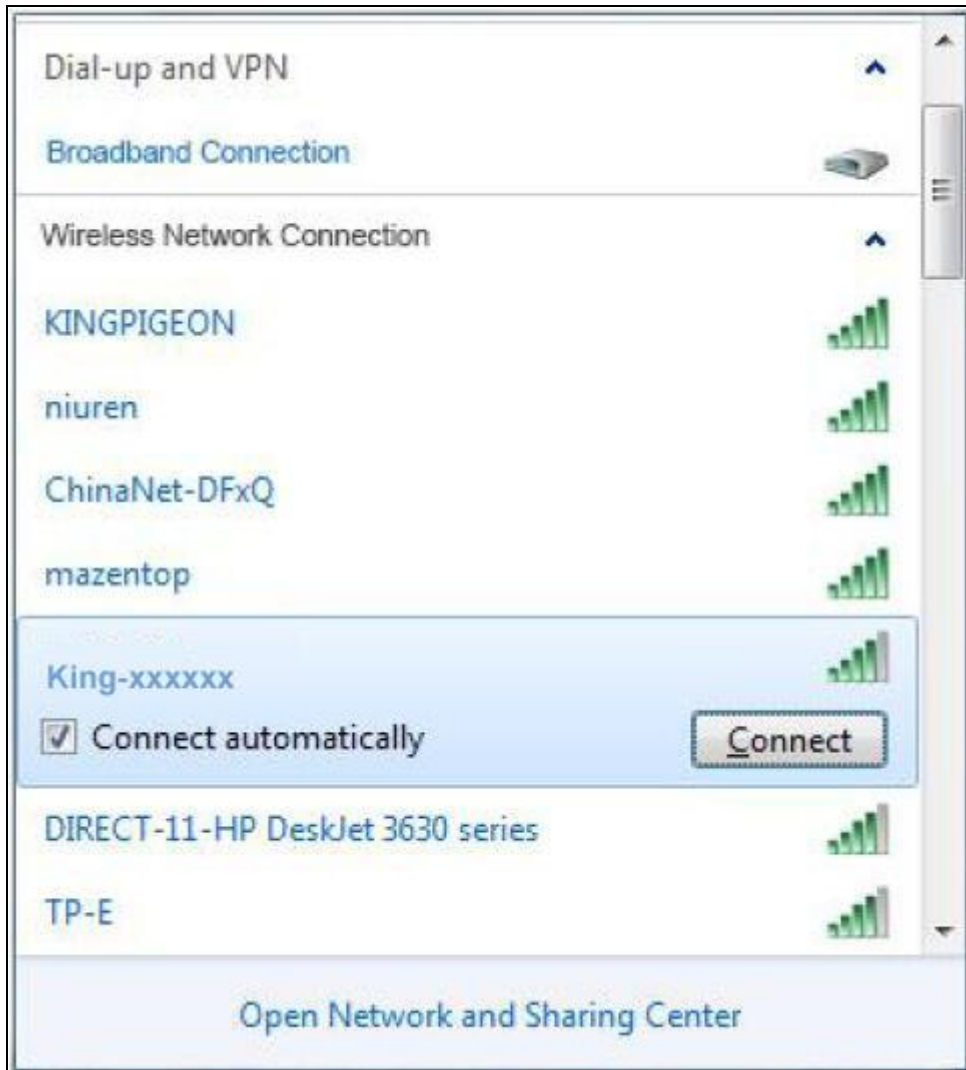 Dial-up and VPN
Broadband Connection
Wireless Network Connection
KINGPIGEON
niuren
ChinaNet-DFxQ
mazentop
King-xxxxxx
Connect automatically
Connect
DIRECT-11-HP DeskJet 3630 series
TP-E
Open Network and Sharing Center